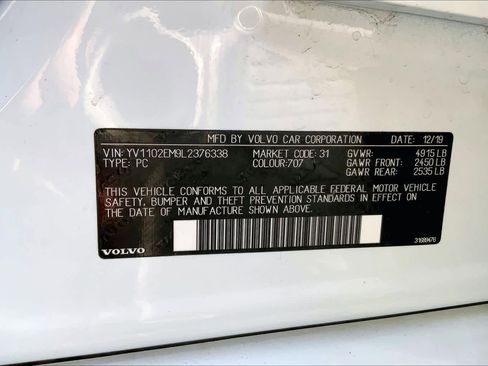 MFD BY VOLVO CAR CORPORATION DATE: 12/19
VIN: YV1102EM9L2376338 MARKET CODE: 31 GVWR: 4915 LB
TYPE: PC COLOUR:707 GAWR FRONT: 2450 LB
GAWR REAR: 2535 LB
THIS VEHICLE CONFORMS TO ALL APPLICABLE FEDERAL MOTOR VEHICLE
SAFETY, BUMPER AND THEFT PREVENTION STANDARDS IN EFFECT ON
THE DATE OF MANUFACTURE SHOWN ABOVE.
VOLVO